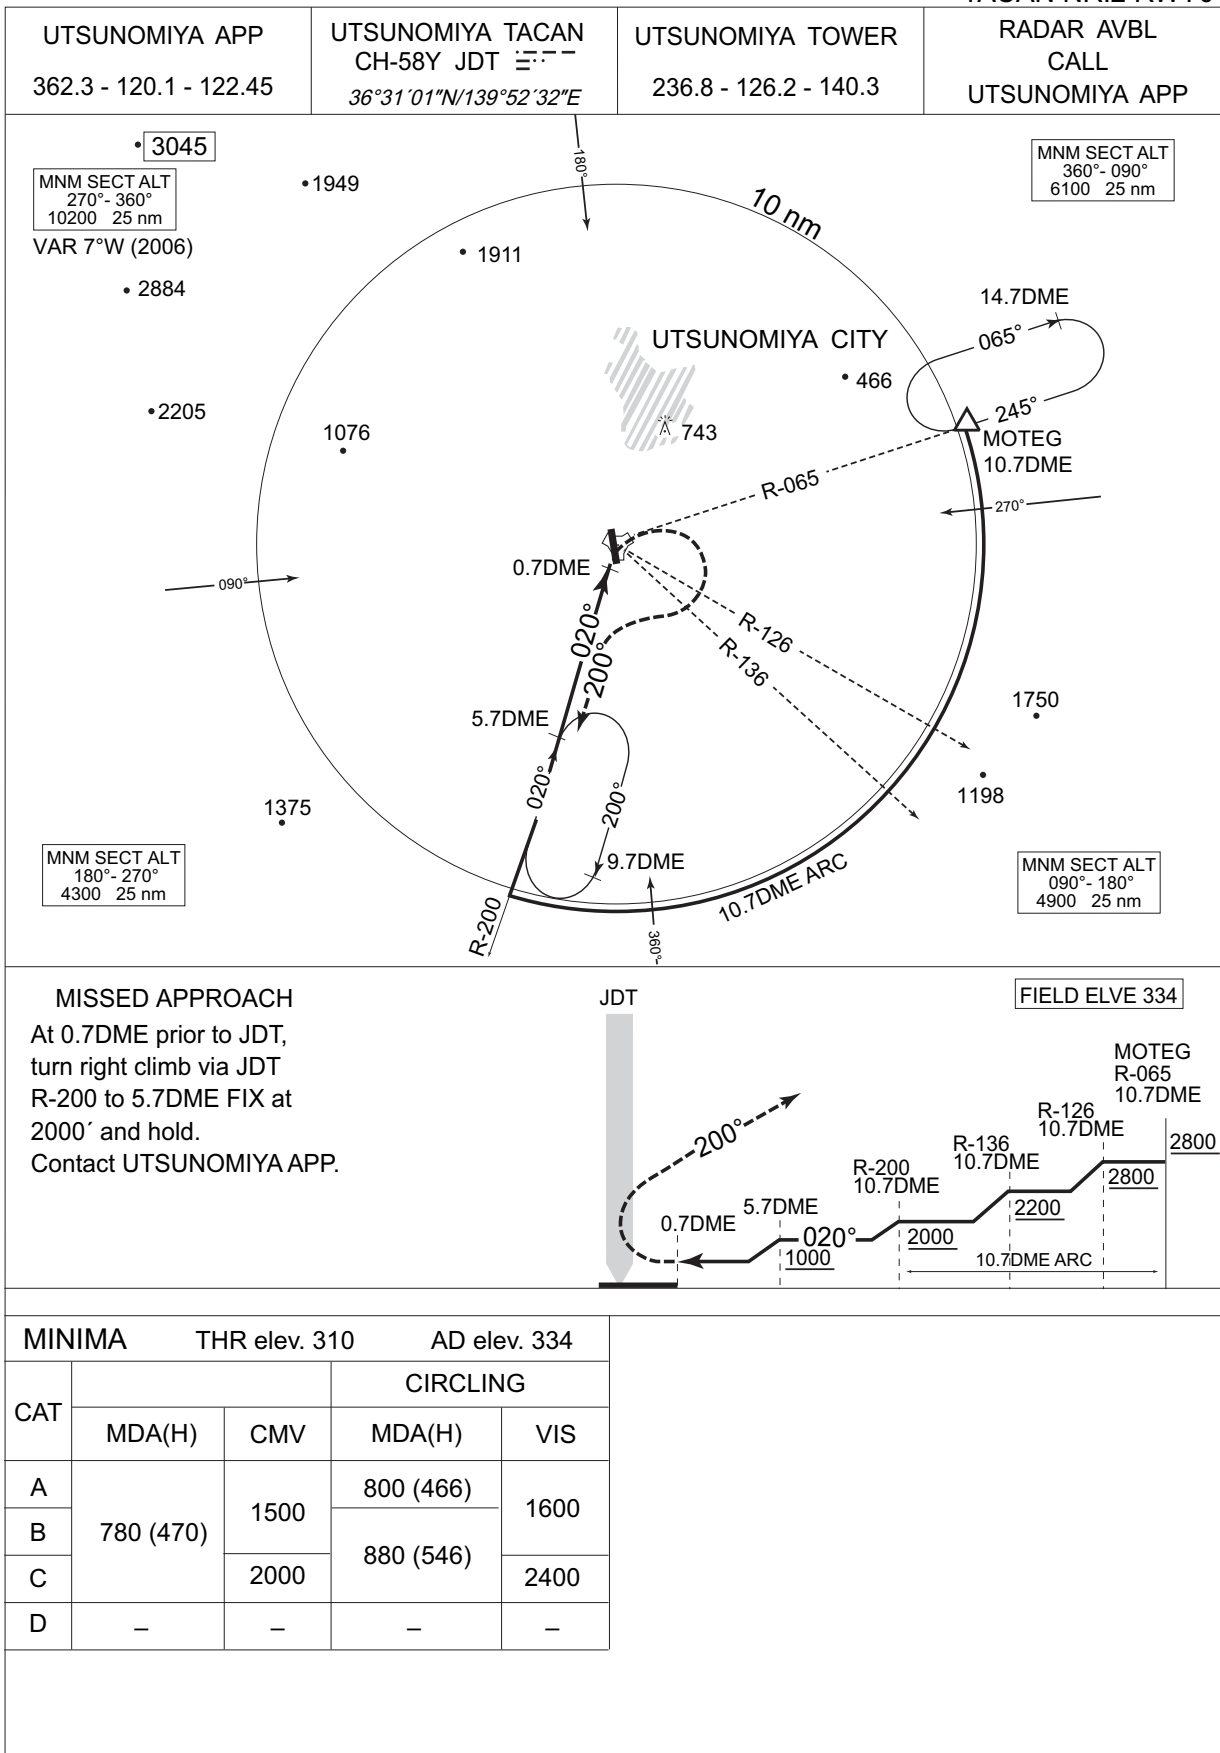 UTSUNOMIYA APP
362.3 - 120.1 - 122.45
UTSUNOMIYA TACAN
CH-58Y JDT
36°31´01″N/139°52´32″E
UTSUNOMIYA TOWER
236.8 - 126.2 - 140.3
RADAR AVBL
CALL
UTSUNOMIYA APP
3045
MNM SECT ALT
270°- 360°
10200 25 nm
VAR 7°W (2006)
1949
180°
MNM SECT ALT
360°- 090°
6100 25 nm
10 nm
1911
2884
14.7DME
UTSUNOMIYA CITY
065°
466
2205
245°
1076
743
MOTEG
10.7DME
R-065
270°
0.7DME
090°
020°
200°
R-126
R-136
5.7DME
1750
020°
200°
1198
1375
MNM SECT ALT
180°- 270°
4300 25 nm
9.7DME
10.7DME ARC
MNM SECT ALT
090°- 180°
4900 25 nm
R-200
360°
MISSED APPROACH
At 0.7DME prior to JDT,
turn right climb via JDT
R-200 to 5.7DME FIX at
2000´ and hold.
Contact UTSUNOMIYA APP.
JDT
FIELD ELVE 334
MOTEG
R-065
10.7DME
R-126
10.7DME
R-136
10.7DME
R-200
10.7DME
5.7DME
0.7DME
200°
2800
2800
2200
2000
020°
1000
10.7DME ARC
MINIMA THR elev. 310 AD elev. 334
CAT
CIRCLING
MDA(H) CMV MDA(H) VIS
A
800 (466)
1500
1600
B
780 (470)
880 (546)
C
2000
2400
D – – – –